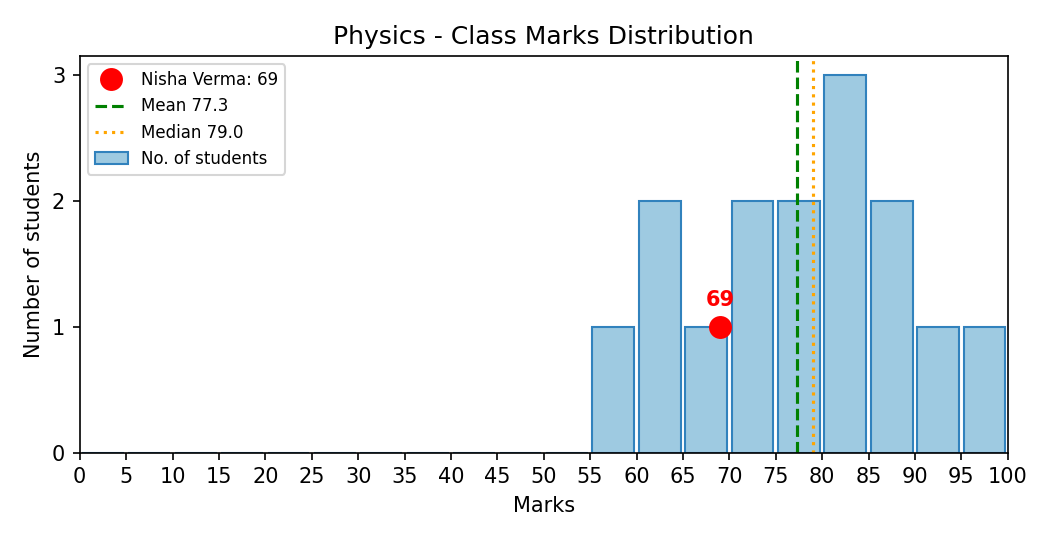 Physics - Class Marks Distribution
Nisha Verma: 69
Mean 77.3
Median 79.0
No. of students
Number of students
3
2
1
0
69
0 5 10 15 20 25 30 35 40 45 50 55 60 65 70 75 80 85 90 95 100
Marks